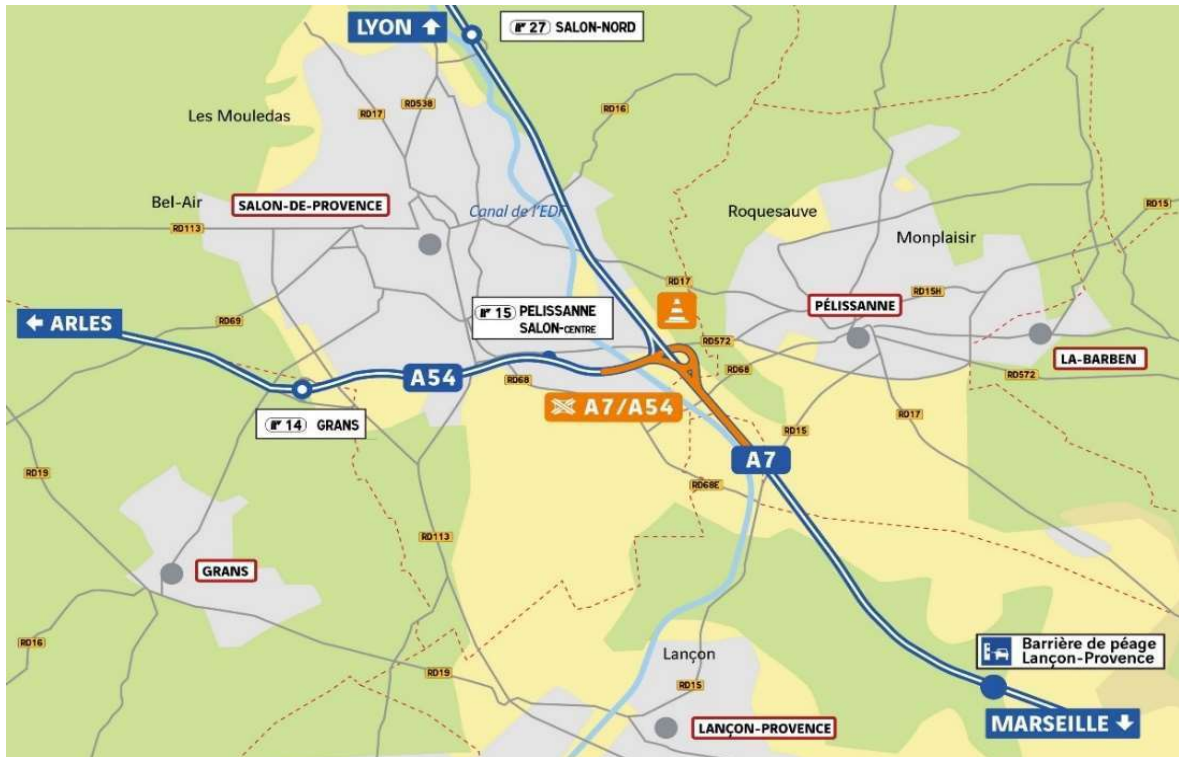 LYON
27 SALON-NORD
RD538
RD17
RD16
Les Mouledas
Bel-Air
SALON-DE-PROVENCE
Canal de l'EDF
Roquesauve
RD15
RD113
Monplaisir
RD17
RD15H
15 PELISSANNE
SALON-CENTRE
PÉLISSANNE
ARLES
RD69
RD572
LA-BARBEN
A54
RD68
RD68
RD572
A7/A54
14 GRANS
RD17
RD15
A7
RD19
RD68E
RD113
GRANS
RD16
Lançon
Barrière de péage
Lançon-Provence
RD19
RD15
LANÇON-PROVENCE
MARSEILLE